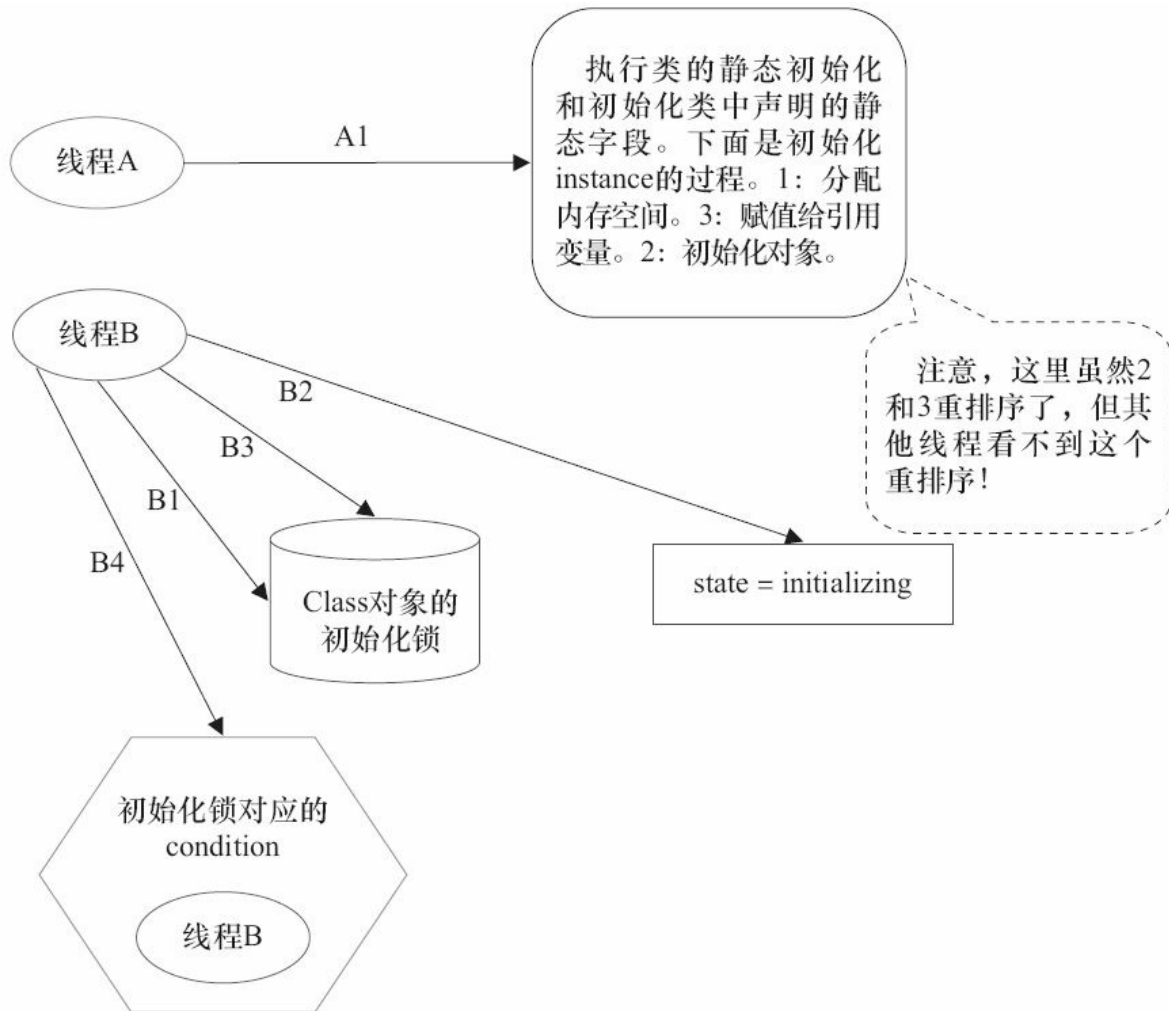 执行类的静态初始化
和初始化类中声明的静
态字段。下面是初始化
instance的过程。1：分配
内存空间。3：赋值给引用
变量。2：初始化对象。
线程A
A1
线程B
注意，这里虽然2
和3重排序了，但其
他线程看不到这个
重排序！
B2
B3
B1
B4
Class对象的
初始化锁
state = initializing
初始化锁对应的
condition
线程B